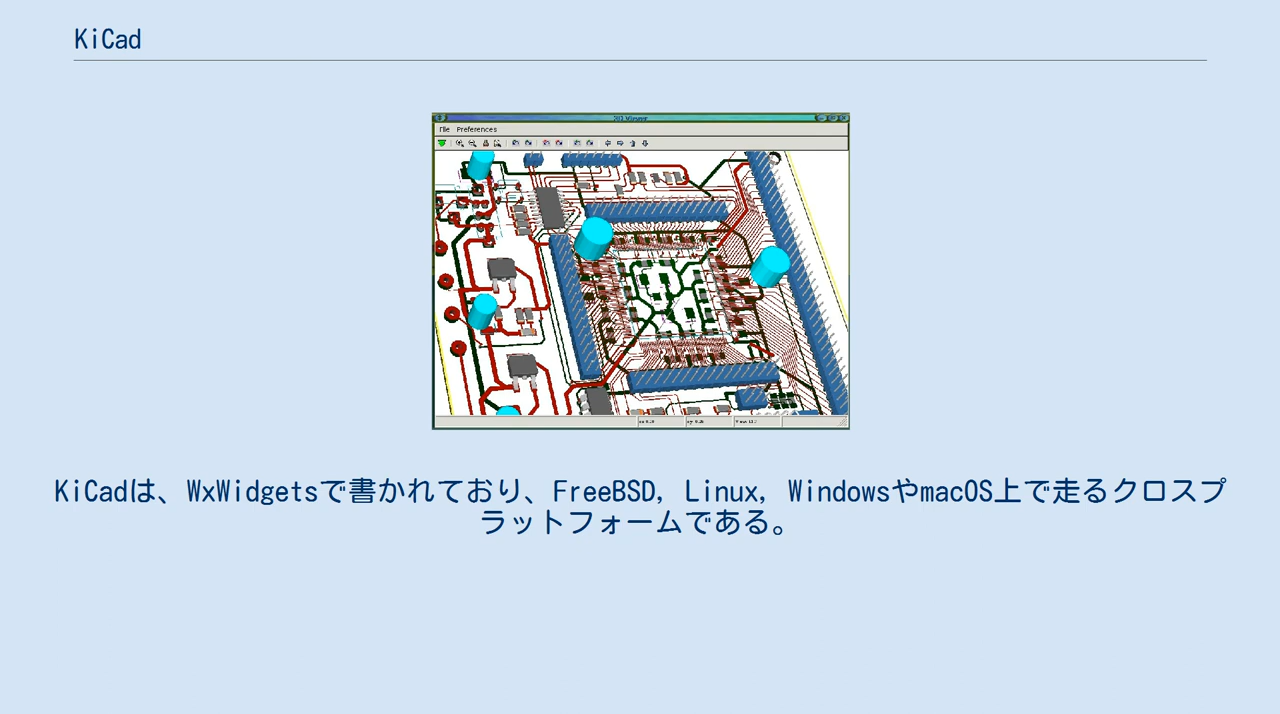 KiCad
3D Viewer
File Preferences
KiCadは、WxWidgetsで書かれており、FreeBSD, Linux, WindowsやmacOS上で走るクロスプ
ラットフォームである。